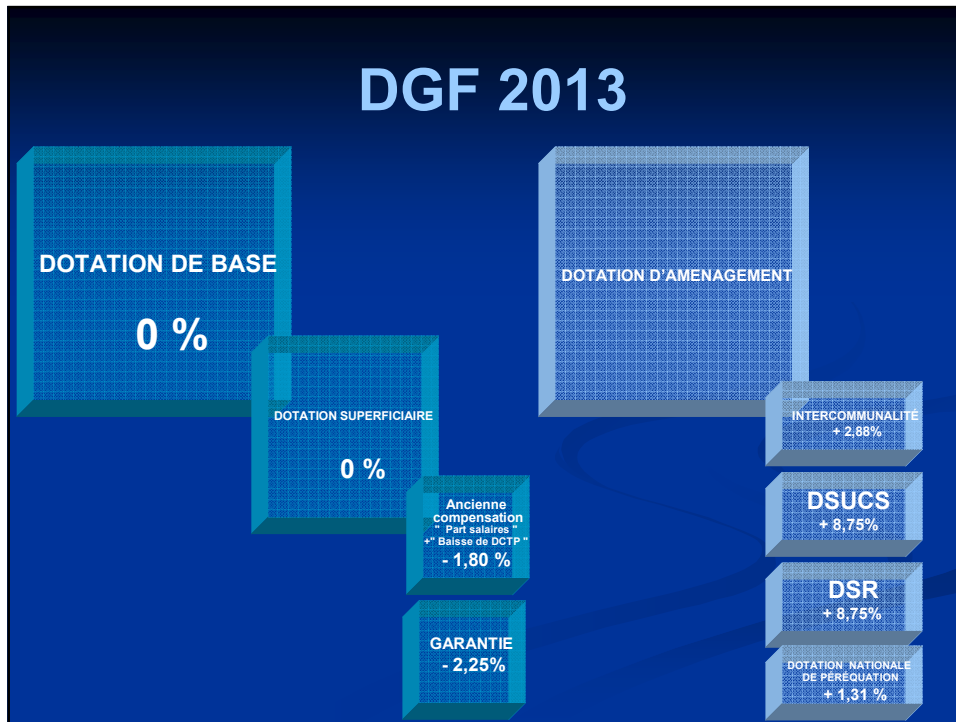 DGF 2013
DOTATION DE BASE
0 %
DOTATION SUPERFICIAIRE
0 %
Ancienne
compensation
" Part salaires "
+" Baisse de DCTP "
- 1,80 %
GARANTIE
- 2,25%
DOTATION D’AMENAGEMENT
INTERCOMMUNALITÉ
+ 2,88%
DSUCS
+ 8,75%
DSR
+ 8,75%
DOTATION NATIONALE
DE PÉRÉQUATION
+ 1,31 %